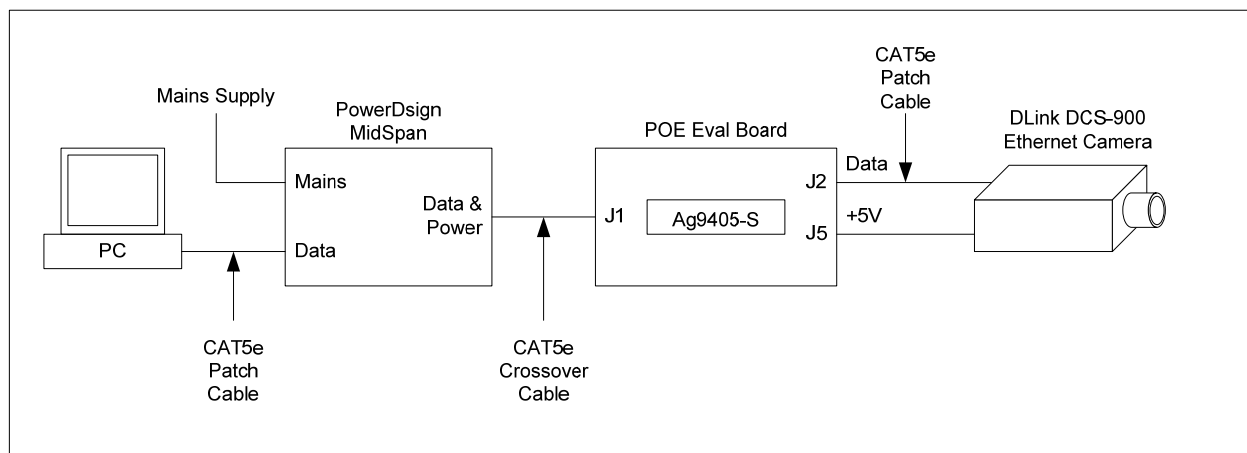 Mains Supply
PowerDsign
MidSpan
Mains
Data &
Power
Data
PC
CAT5e
Patch
Cable
CAT5e
Crossover
Cable
POE Eval Board
J1
Ag9405-S
J2
J5
Data
+5V
CAT5e
Patch
Cable
DLink DCS-900
Ethernet Camera